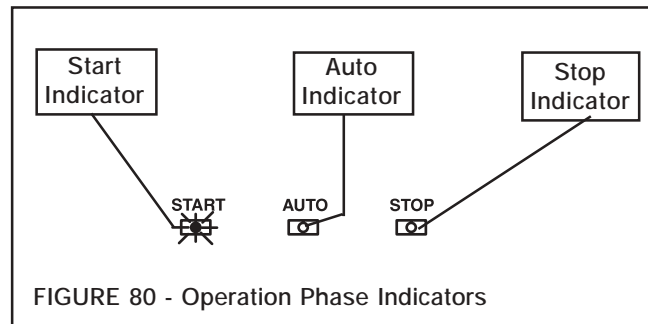 Start
Indicator
Auto
Indicator
Stop
Indicator
START
AUTO
STOP
FIGURE 80 - Operation Phase Indicators